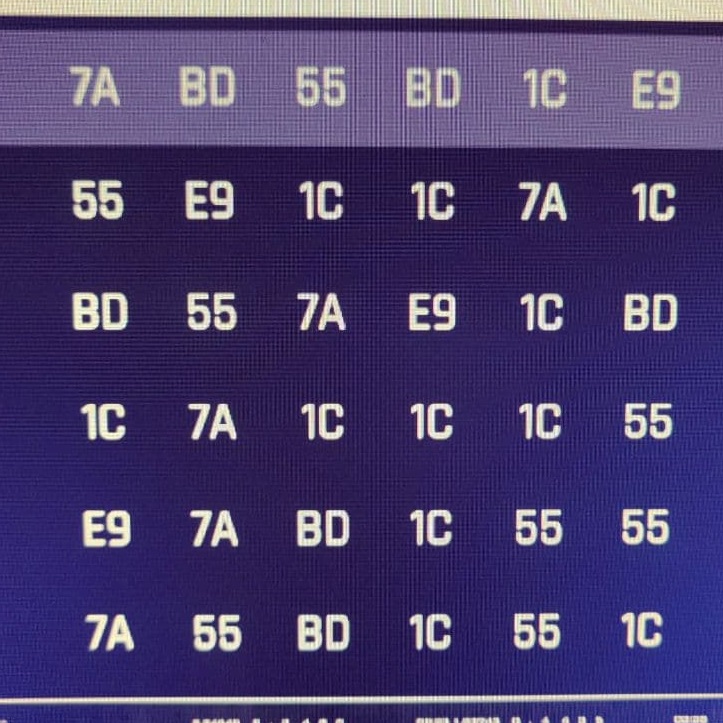 7A BD 55 BD 1C E9
55 E9 1C 1C 7A 1C
BD 55 7A E9 1C BD
1C 7A 1C 1C 1C 55
E9 7A BD 1C 55 55
7A 55 BD 1C 55 1C